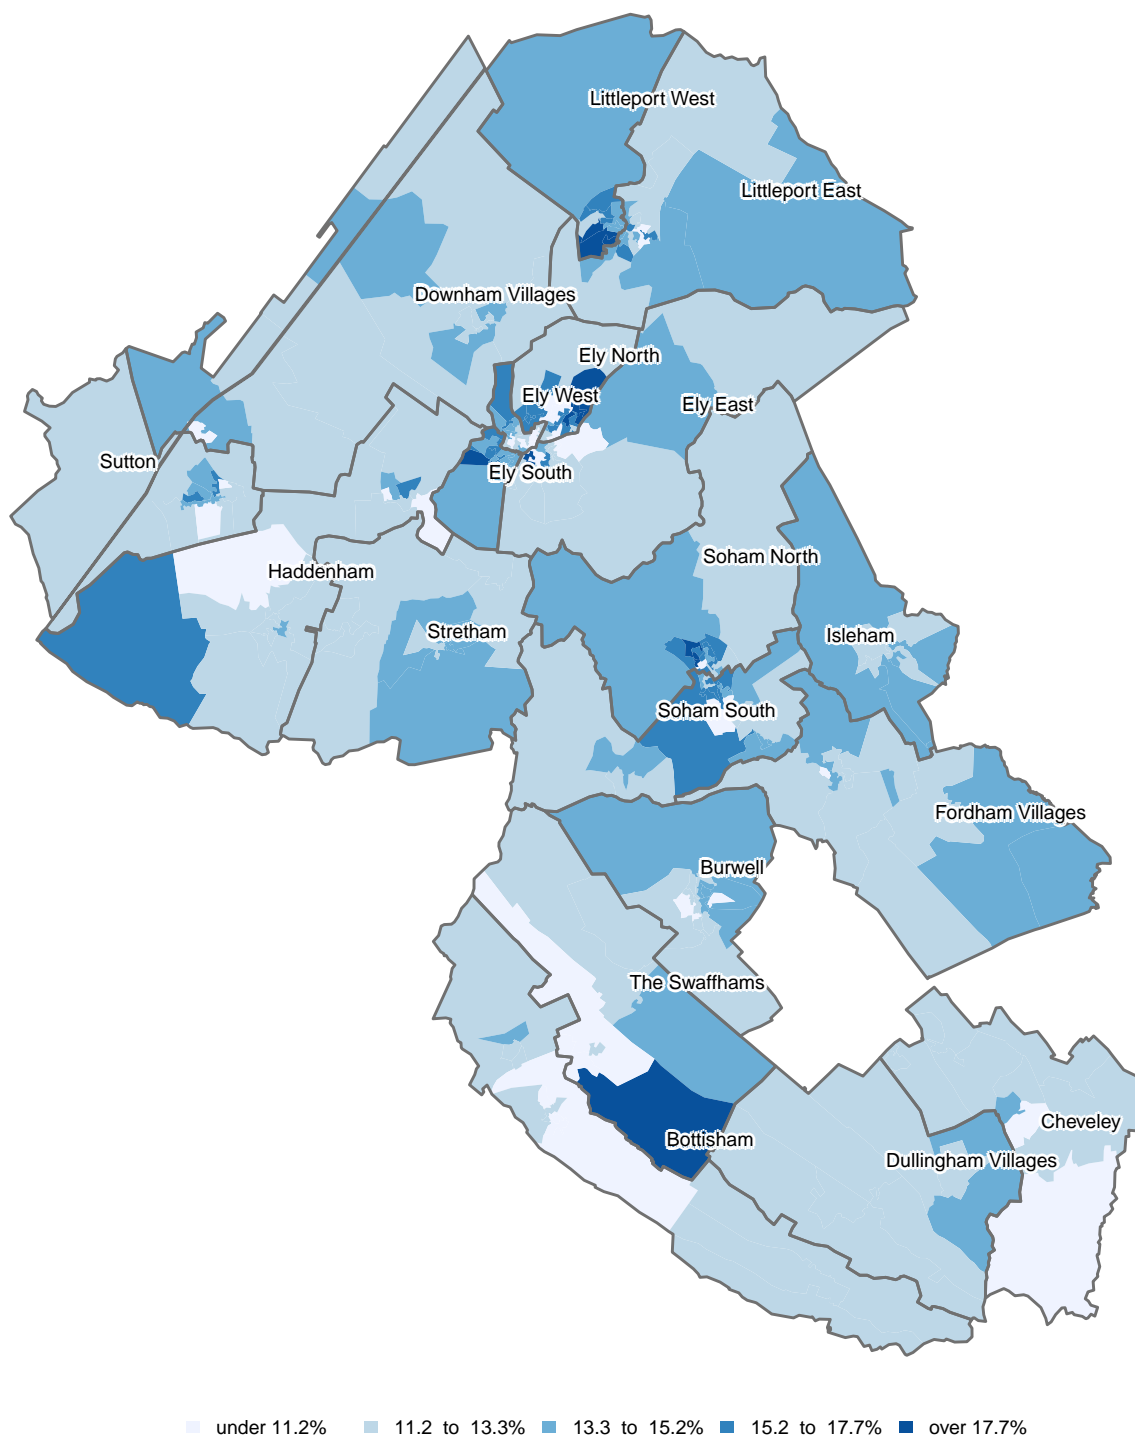 Littleport West
Littleport East
Downham Villages
Ely North
Ely West
Ely East
Sutton
Ely South
Soham North
Haddenham
Stretham
Isleham
Soham South
Fordham Villages
Burwell
The Swaffhams
Cheveley
Bottisham
Dullingham Villages
under 11.2% 11.2 to 13.3% 13.3 to 15.2% 15.2 to 17.7% over 17.7%